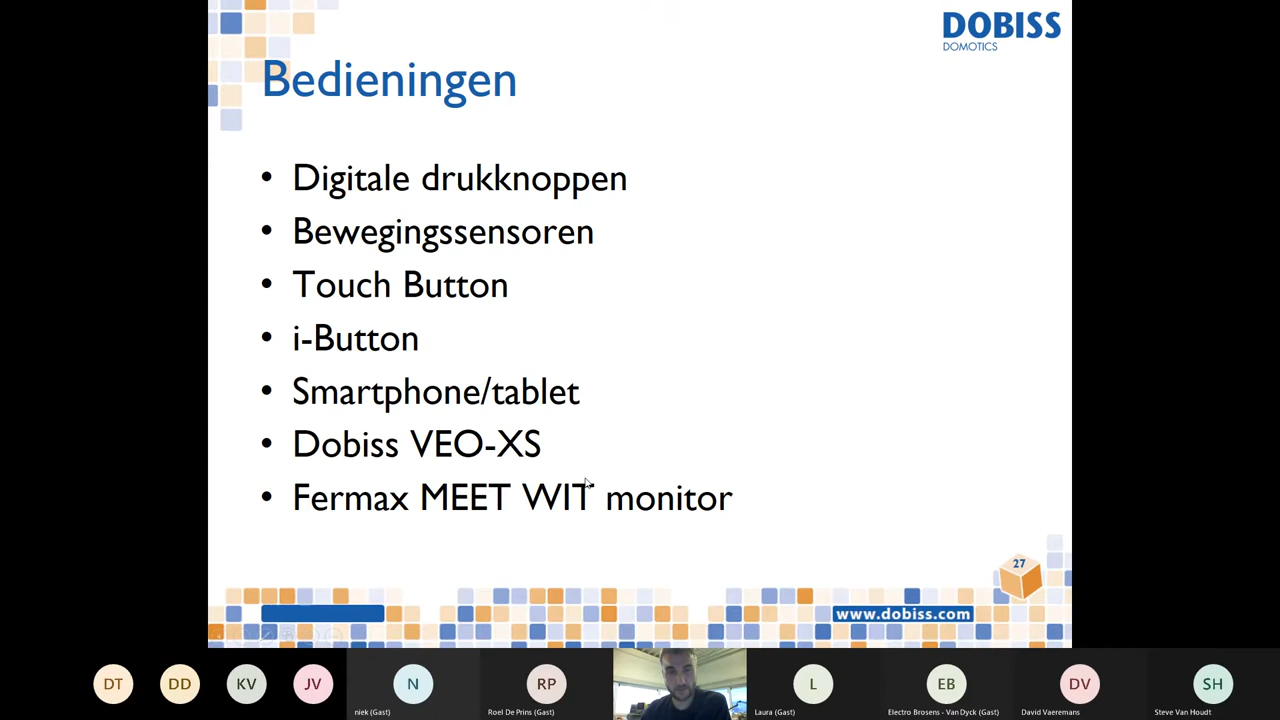 DOBISS
DOMOTICS
Bedieningen
• Digitale drukknoppen
• Bewegingssensoren
• Touch Button
• i-Button
• Smartphone/tablet
• Dobiss VEO-XS
• Fermax MEET WIT monitor
27
www.dobiss.com
DT
DD
KV
JV
N
RP
L
EB
DV
SH
niek (Gast)
Roel De Prins (Gast)
Laura (Gast)
Electro Brosens - Van Dyck (Gast)
David Vaeremans
Steve Van Houdt